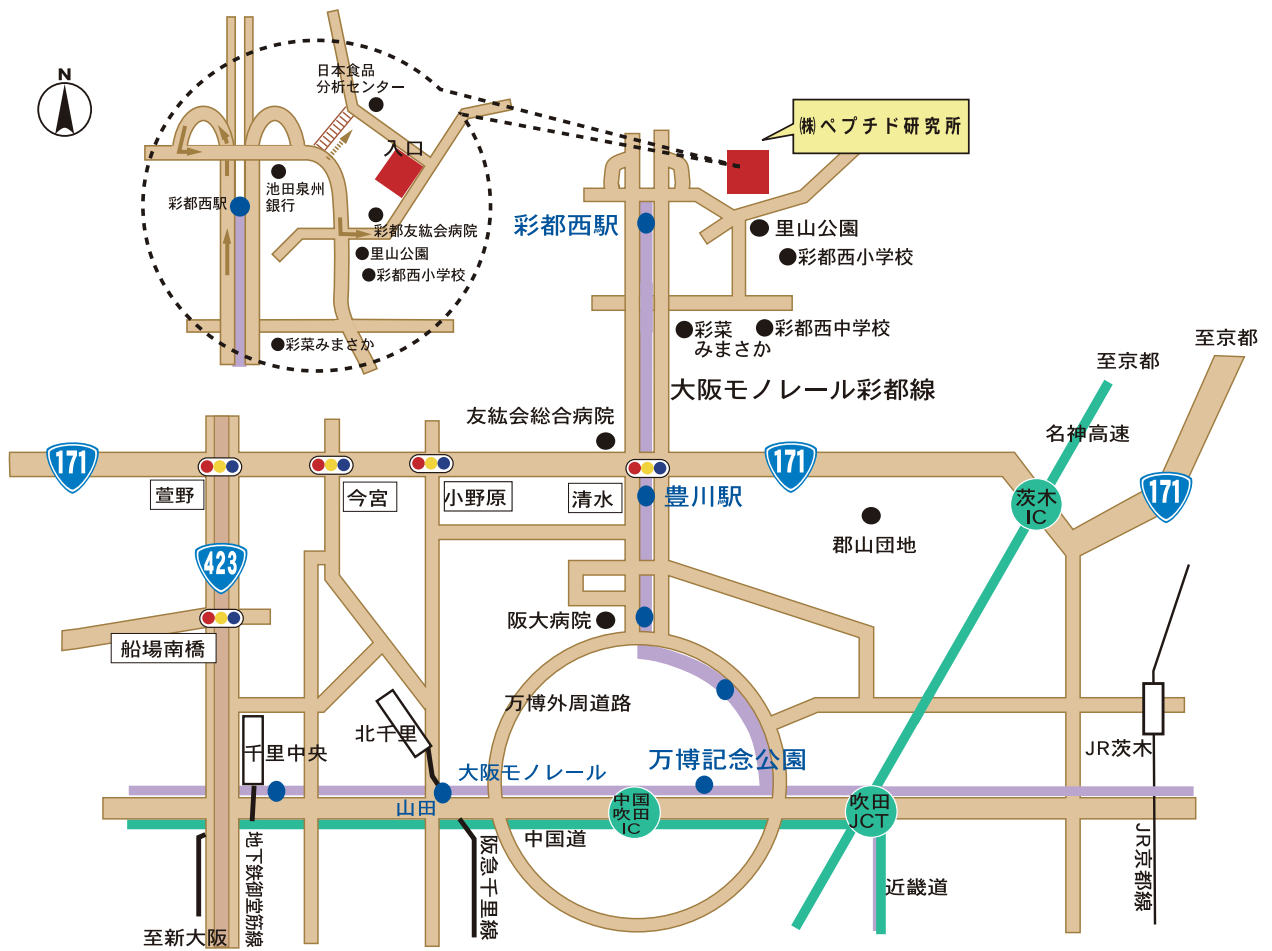 N
日本食品
分析センター
入口
池田泉州
銀行
彩都西駅
彩都友紘会病院
里山公園
彩都西小学校
彩菜みまさか
㈱ペプチド研究所
彩都西駅
里山公園
彩都西小学校
彩菜
みまさか
彩都西中学校
至京都
至京都
大阪モノレール彩都線
友紘会総合病院
名神高速
171
171
171
萱野
今宮
小野原
清水
豊川駅
茨木
IC
郡山団地
423
船場南橋
阪大病院
万博外周道路
北千里
千里中央
大阪モノレール
万博記念公園
JR茨木
山田
中国
吹田
IC
吹田
JCT
中国道
地下鉄御堂筋線
阪急千里線
JR京都線
近畿道
至新大阪